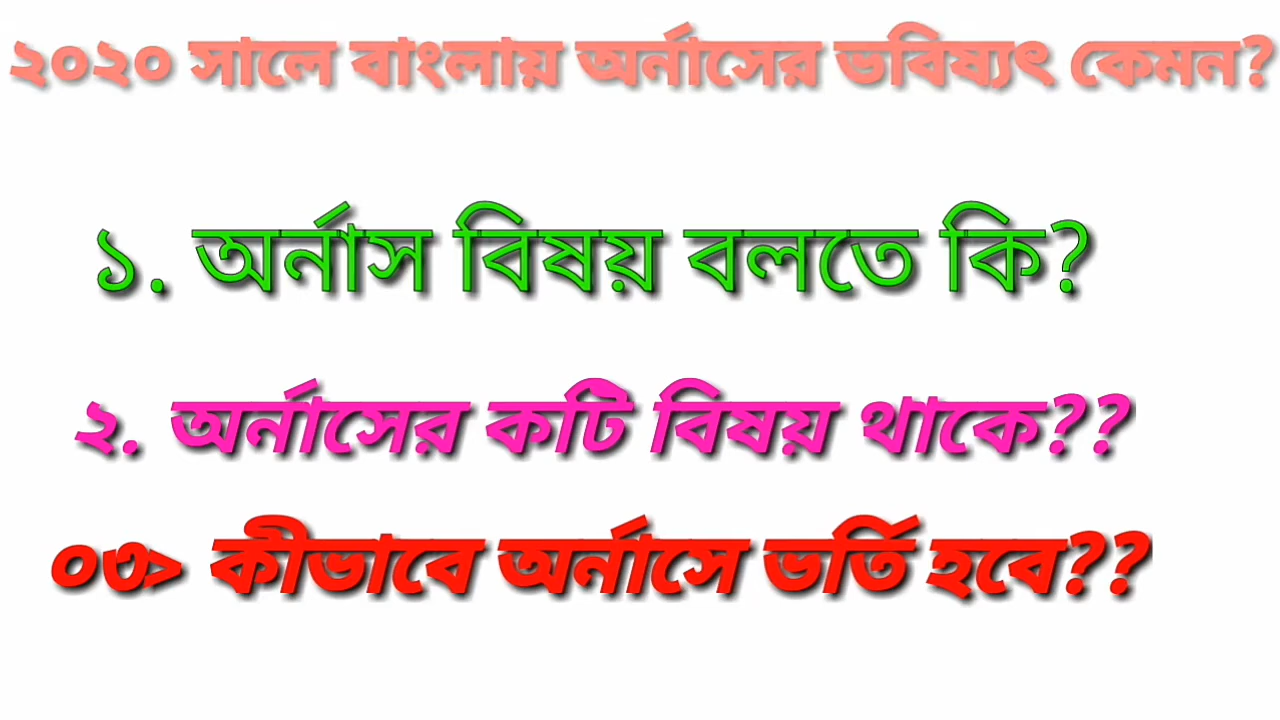 ২০২০ সালে বাংলায় অর্নাসের ভবিষ্যৎ কেমন?
১. অর্নাস বিষয় বলতে কি?
২. অর্নাসের কটি বিষয় থাকে??
০৩> কীভাবে অর্নাসে ভর্তি হবে??